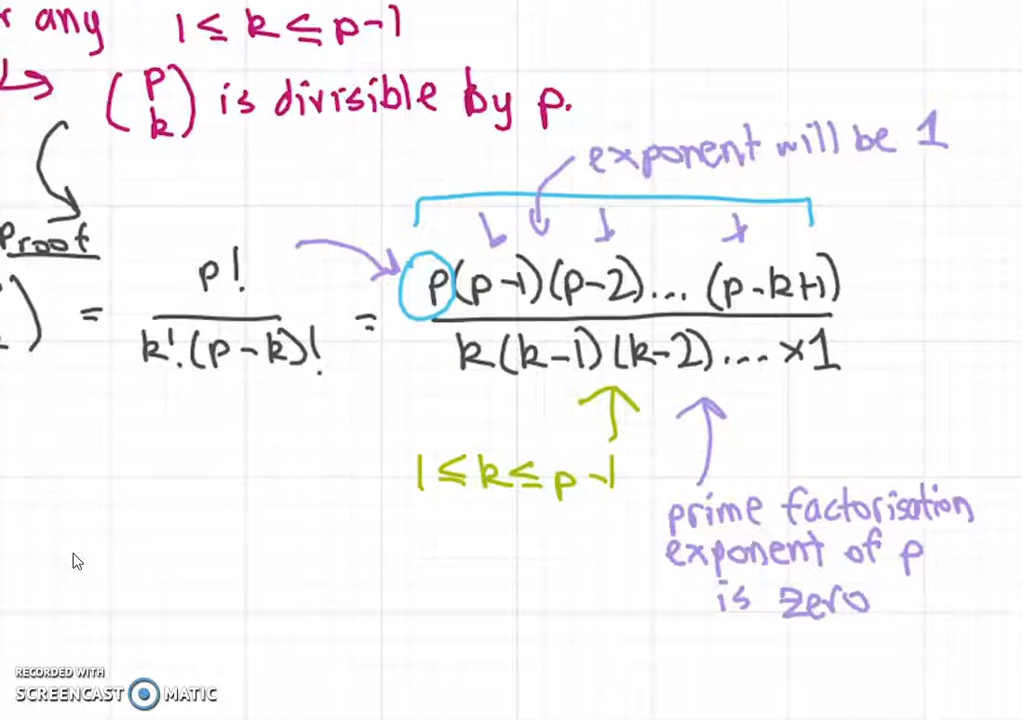 any 1 ≤ k ≤ p-1
↳ (p k) is divisible by p.
exponent will be 1
Proof
) = p! / k!(p-k)! = p(p-1)(p-2)... (p-k+1) / k(k-1)(k-2)... ×1
1 ≤ k ≤ p-1
prime factorisation
exponent of p
is zero
RECORDED WITH
SCREENCAST MATIC